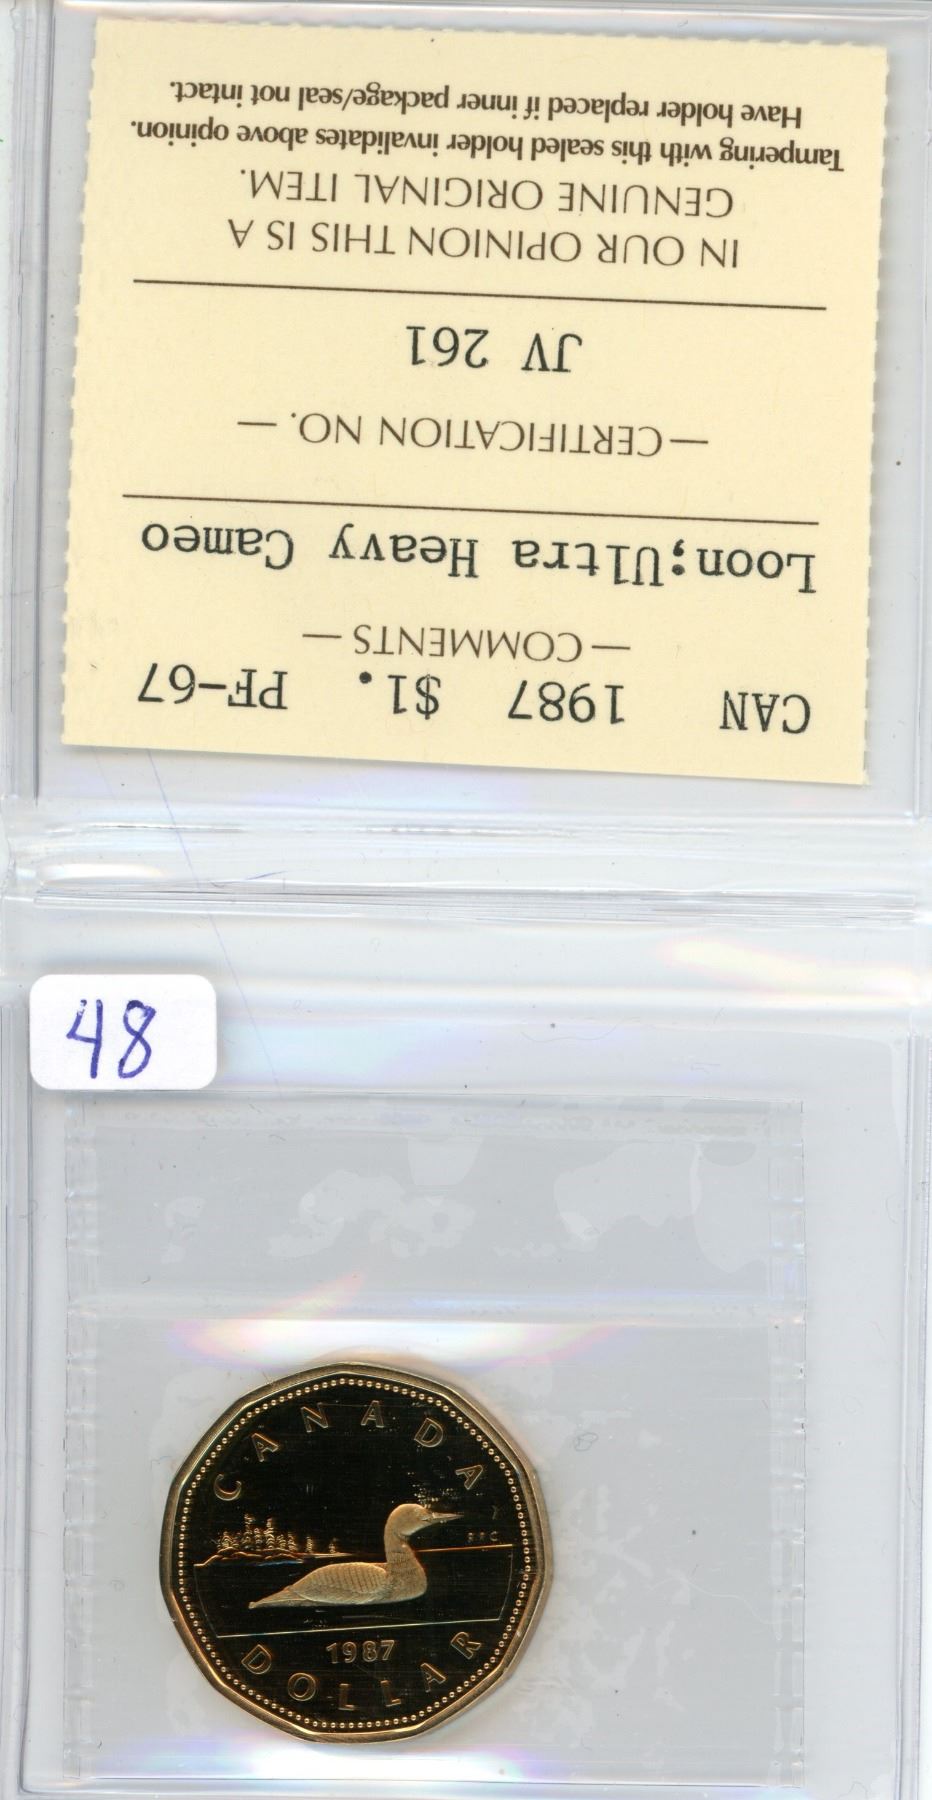 CAN 1987 $1. PF-67
— COMMENTS —
Loon;Ultra Heavy Cameo
— CERTIFICATION NO. —
JV 261
IN OUR OPINION THIS IS A
GENUINE ORIGINAL ITEM.
Tampering with this sealed holder invalidates above opinion.
Have holder replaced if inner package/seal not intact.
48
CANADA
RRC
1987
DOLLAR